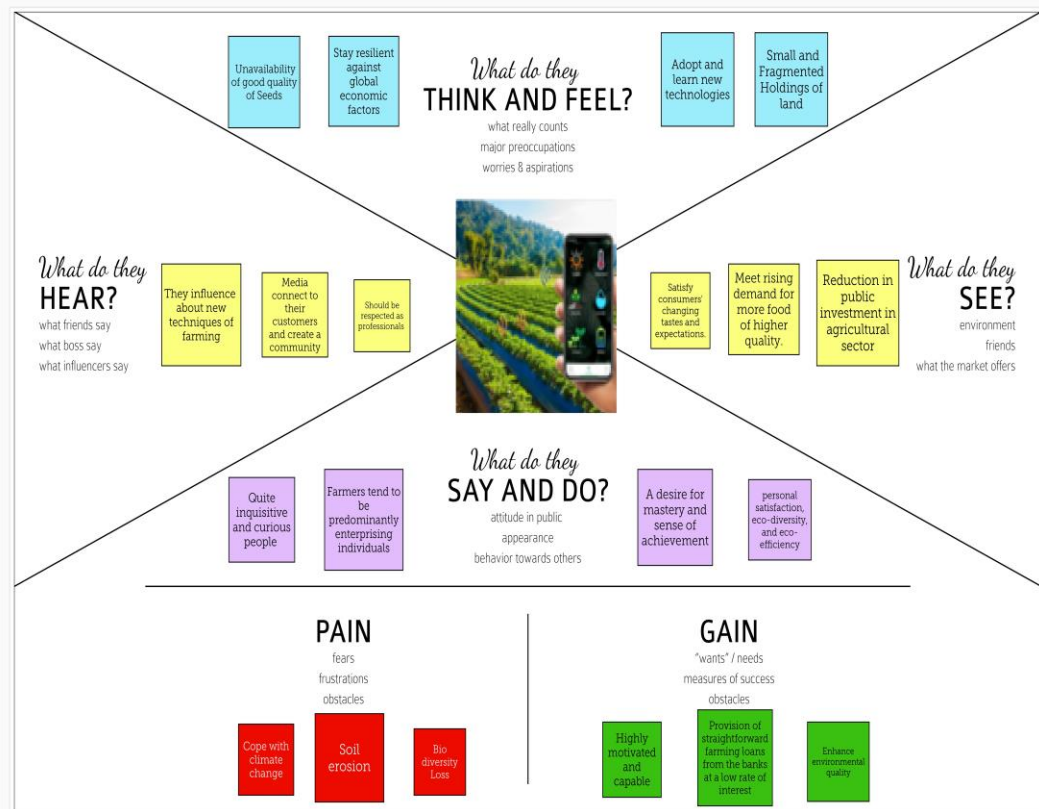 Unavailability
of good quality
of Seeds
Stay resilient
against
global
economic
factors
What do they
THINK AND FEEL?
what really counts
major preoccupations
worries & aspirations
Adopt and
learn new
technologies
Small and
Fragmented
Holdings of
land
What do they
HEAR?
what friends say
what boss say
what influencers say
They influence
about new
techniques of
farming
Media
connect to
their
customers
and create a
community
Should be
respected as
professionals
Satisfy
consumers'
changing
tastes and
expectations.
Meet rising
demand for
more food
of higher
quality.
Reduction in
public
investment in
agricultural
sector
What do they
SEE?
environment
friends
what the market offers
Quite
inquisitive
and curious
people
Farmers tend to
be
predominantly
enterprising
individuals
What do they
SAY AND DO?
attitude in public
appearance
behavior towards others
A desire for
mastery and
sense of
achievement
personal
satisfaction,
eco-diversity,
and eco-
efficiency
PAIN
fears
frustrations
obstacles
Cope with
climate
change
Soil
erosion
Bio
diversity
Loss
GAIN
"wants" / needs
measures of success
obstacles
Highly
motivated
and
capable
Provision of
straightforward
farming loans
from the banks
at a low rate of
interest
Enhance
environmental
quality